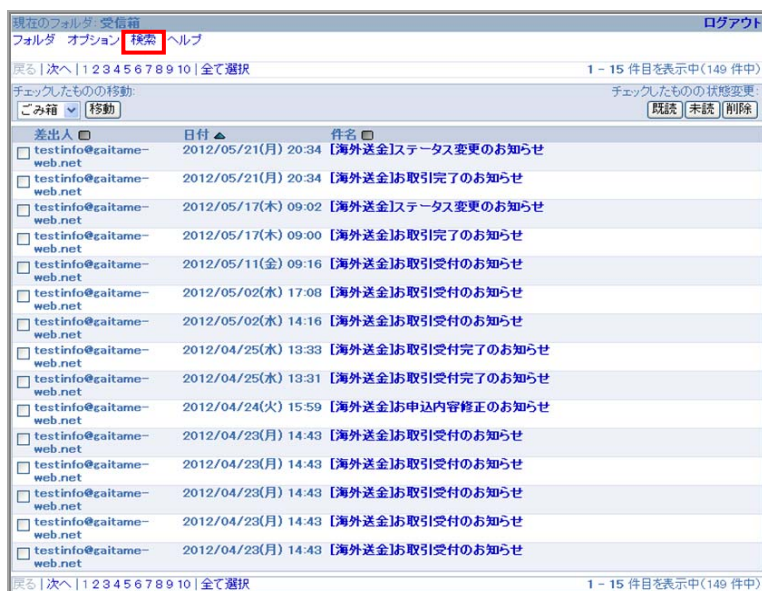 現在のフォルダ: 受信箱 ログアウト
フォルダ オプション 検索 ヘルプ
戻る | 次へ | 1 2 3 4 5 6 7 8 9 10 | 全て選択 1 - 15 件目を表示中(149 件中)
チェックしたものの移動: チェックしたものの状態変更:
ごみ箱 移動 既読 未読 削除
差出人 日付 件名
testinfo@gaitame-web.net 2012/05/21(月) 20:34 [海外送金]ステータス変更のお知らせ
testinfo@gaitame-web.net 2012/05/21(月) 20:34 [海外送金]お取引完了のお知らせ
testinfo@gaitame-web.net 2012/05/17(木) 09:02 [海外送金]ステータス変更のお知らせ
testinfo@gaitame-web.net 2012/05/17(木) 09:00 [海外送金]お取引完了のお知らせ
testinfo@gaitame-web.net 2012/05/11(金) 09:16 [海外送金]お取引受付のお知らせ
testinfo@gaitame-web.net 2012/05/02(水) 17:08 [海外送金]お取引受付のお知らせ
testinfo@gaitame-web.net 2012/05/02(水) 14:16 [海外送金]お取引受付のお知らせ
testinfo@gaitame-web.net 2012/04/25(水) 13:33 [海外送金]お取引受付完了のお知らせ
testinfo@gaitame-web.net 2012/04/25(水) 13:31 [海外送金]お取引受付完了のお知らせ
testinfo@gaitame-web.net 2012/04/24(火) 15:59 [海外送金]お申込内容修正のお知らせ
testinfo@gaitame-web.net 2012/04/23(月) 14:43 [海外送金]お取引受付のお知らせ
testinfo@gaitame-web.net 2012/04/23(月) 14:43 [海外送金]お取引受付のお知らせ
testinfo@gaitame-web.net 2012/04/23(月) 14:43 [海外送金]お取引受付のお知らせ
testinfo@gaitame-web.net 2012/04/23(月) 14:43 [海外送金]お取引受付のお知らせ
testinfo@gaitame-web.net 2012/04/23(月) 14:43 [海外送金]お取引受付のお知らせ
戻る | 次へ | 1 2 3 4 5 6 7 8 9 10 | 全て選択 1 - 15 件目を表示中(149 件中)